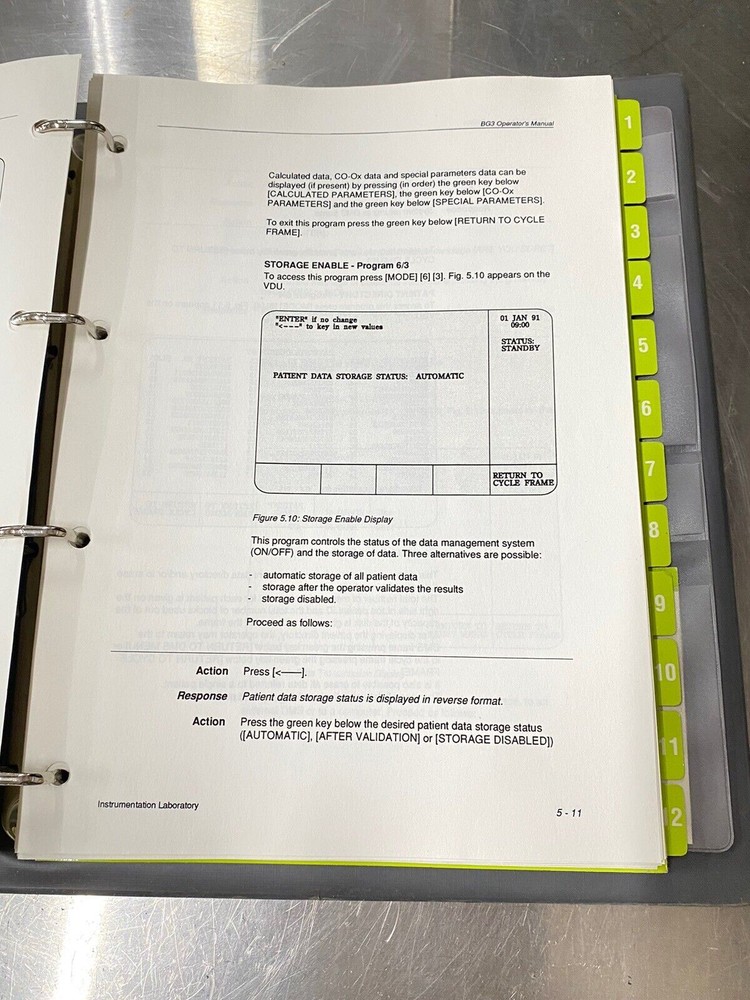 BG3 Operator's Manual
Calculated data, CO-Ox data and special parameters data can be
displayed (if present) by pressing (in order) the green key below
[CALCULATED PARAMETERS], the green key below [CO-Ox
PARAMETERS] and the green key below [SPECIAL PARAMETERS].
To exit this program press the green key below [RETURN TO CYCLE
FRAME].
STORAGE ENABLE - Program 6/3
To access this program press [MODE] [6] [3]. Fig. 5.10 appears on the
VDU.
"ENTER" if no change
"<---" to key in new values
01 JAN 91
09:00
STATUS:
STANDBY
PATIENT DATA STORAGE STATUS: AUTOMATIC
RETURN TO
CYCLE FRAME
Figure 5.10: Storage Enable Display
This program controls the status of the data management system
(ON/OFF) and the storage of data. Three alternatives are possible:
- automatic storage of all patient data
- storage after the operator validates the results
- storage disabled.
Proceed as follows:
Action Press [<——].
Response Patient data storage status is displayed in reverse format.
Action Press the green key below the desired patient data storage status
([AUTOMATIC], [AFTER VALIDATION] or [STORAGE DISABLED])
Instrumentation Laboratory
5 - 11
1
2
3
4
5
6
7
8
9
10
11
12